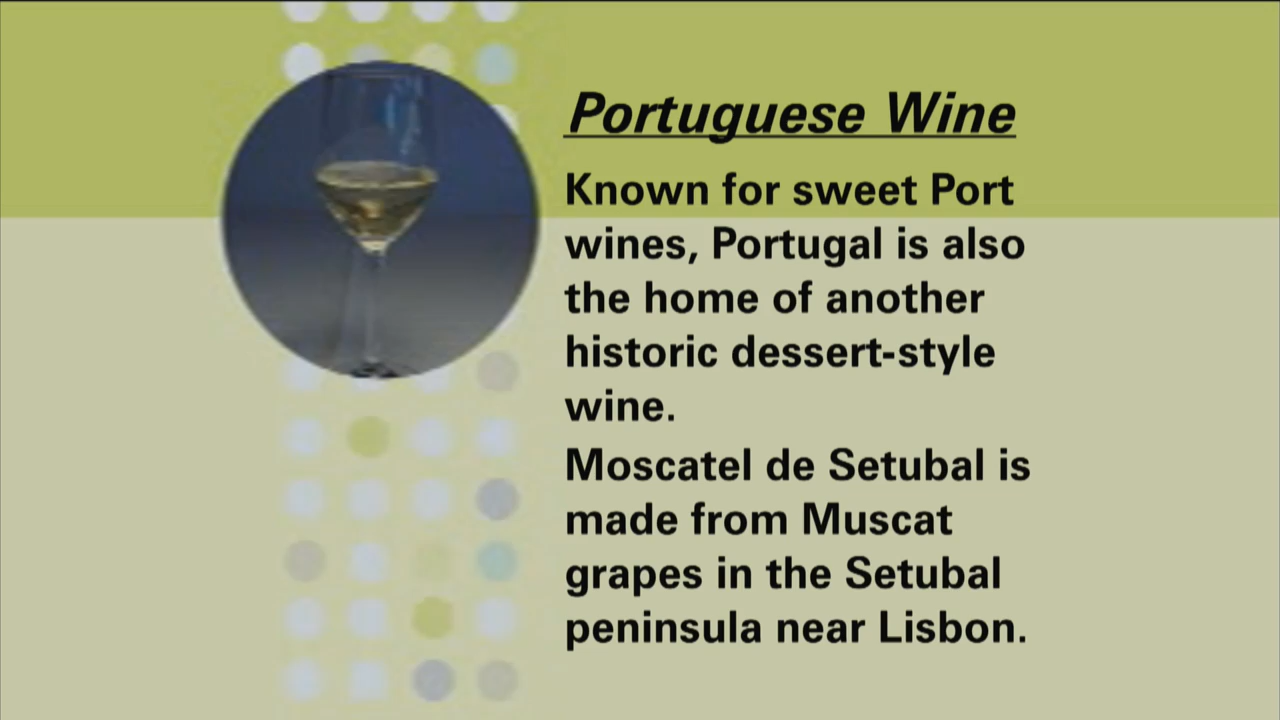 Portuguese Wine
Known for sweet Port
wines, Portugal is also
the home of another
historic dessert-style
wine.
Moscatel de Setubal is
made from Muscat
grapes in the Setubal
peninsula near Lisbon.